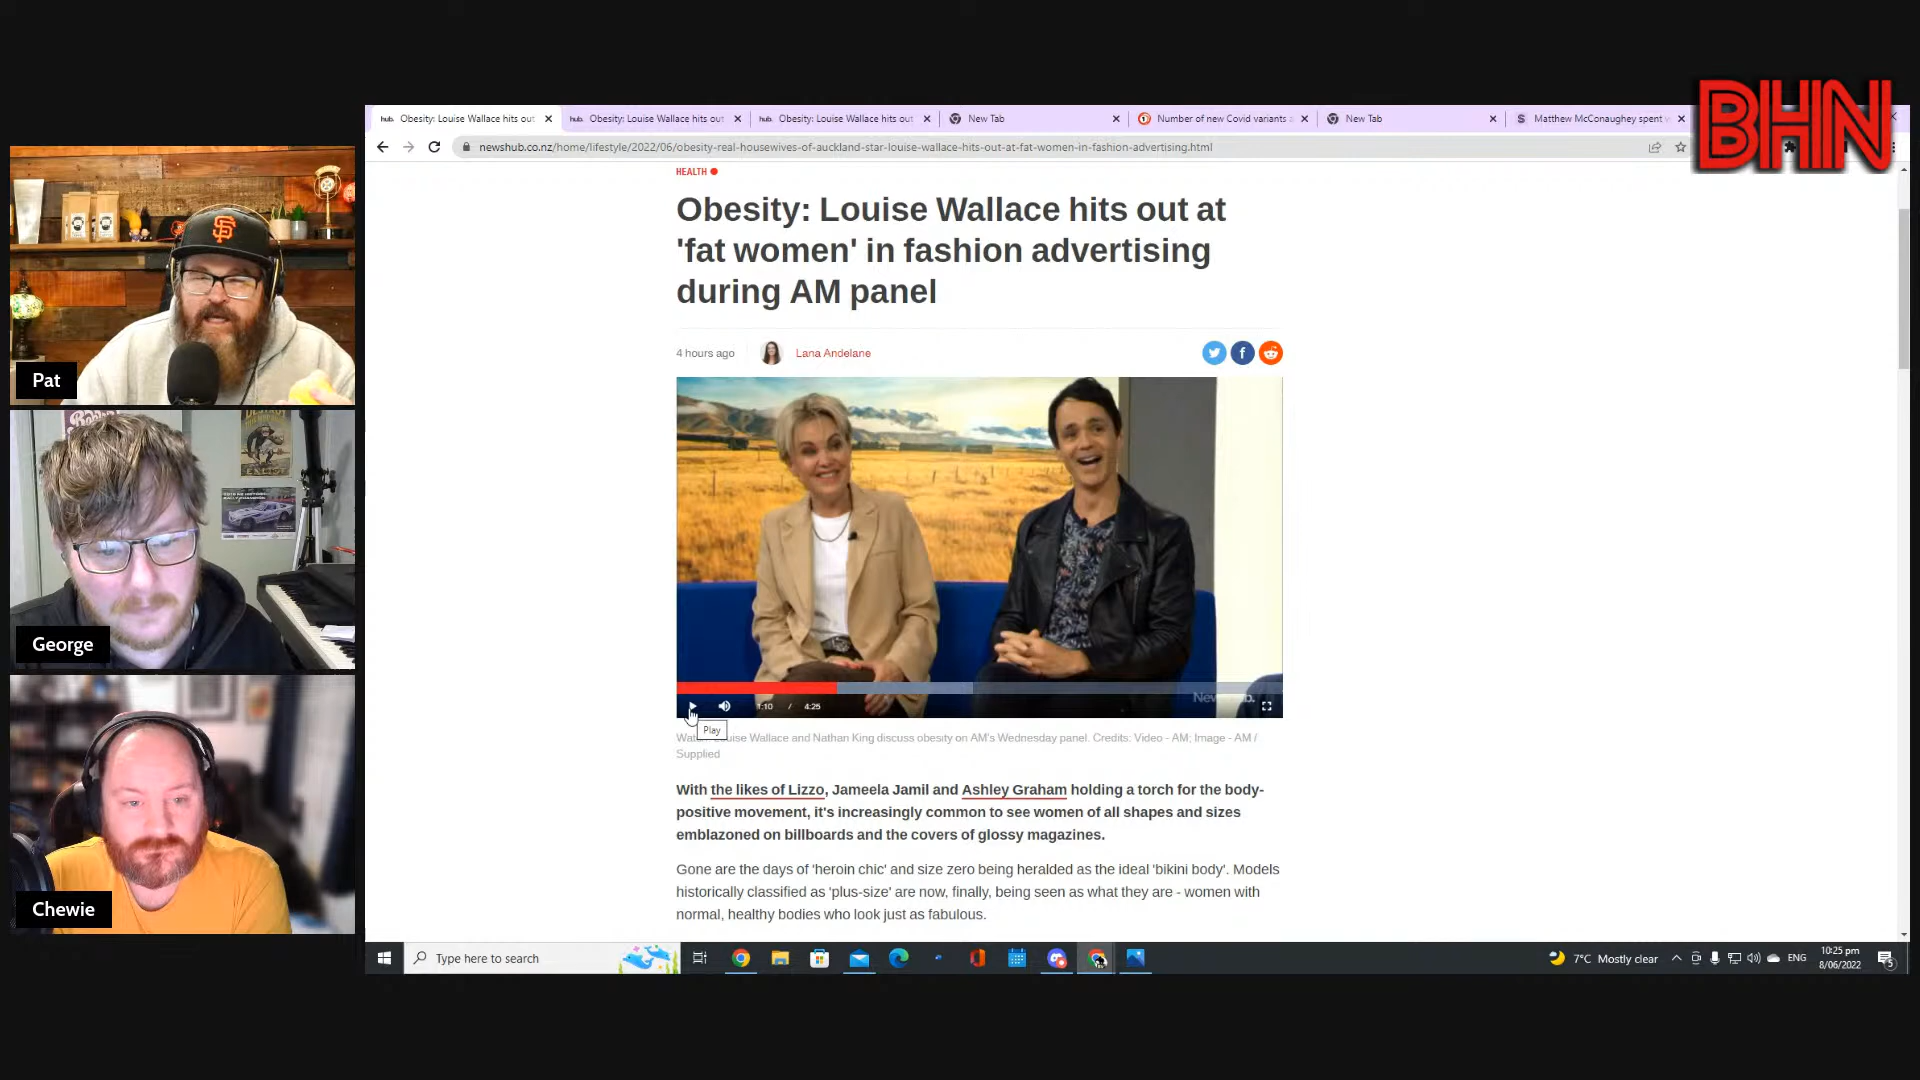 BHN
Obesity: Louise Wallace hits out
Obesity: Louise Wallace hits out
Obesity: Louise Wallace hits out
New Tab
Number of new Covid variants
New Tab
Matthew McConaughey spent
newshub.co.nz/home/lifestyle/2022/06/obesity-real-housewives-of-auckland-star-louise-wallace-hits-out-at-fat-women-in-fashion-advertising.html
HEALTH
Obesity: Louise Wallace hits out at
'fat women' in fashion advertising
during AM panel
4 hours ago
Lana Andelane
1:10 / 4:25
Play
Louise Wallace and Nathan King discuss obesity on AM's Wednesday panel. Credits: Video - AM; Image - AM /
Supplied
With the likes of Lizzo, Jameela Jamil and Ashley Graham holding a torch for the body-
positive movement, it's increasingly common to see women of all shapes and sizes
emblazoned on billboards and the covers of glossy magazines.
Gone are the days of 'heroin chic' and size zero being heralded as the ideal 'bikini body'. Models
historically classified as 'plus-size' are now, finally, being seen as what they are - women with
normal, healthy bodies who look just as fabulous.
Pat
George
Chewie
Type here to search
7°C Mostly clear
ENG
10:25 pm
8/06/2022
5